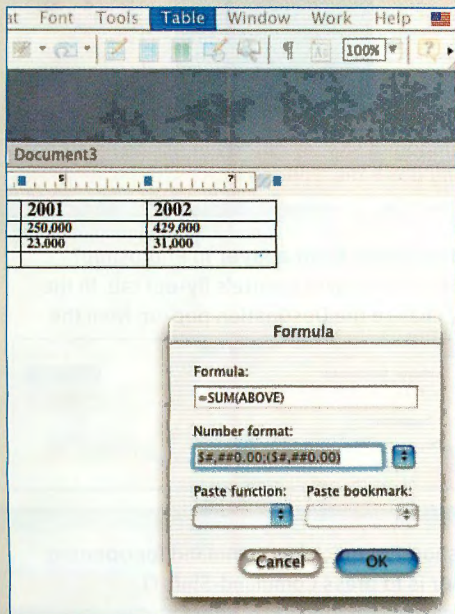 at Font Tools Table Window Work Help
¶ 100% ?
Document3
5 7
2001 2002
250,000 429,000
23,000 31,000
Formula
Formula:
=SUM(ABOVE)
Number format:
$#,##0.00;($#,##0.00)
Paste function: Paste bookmark:
Cancel OK